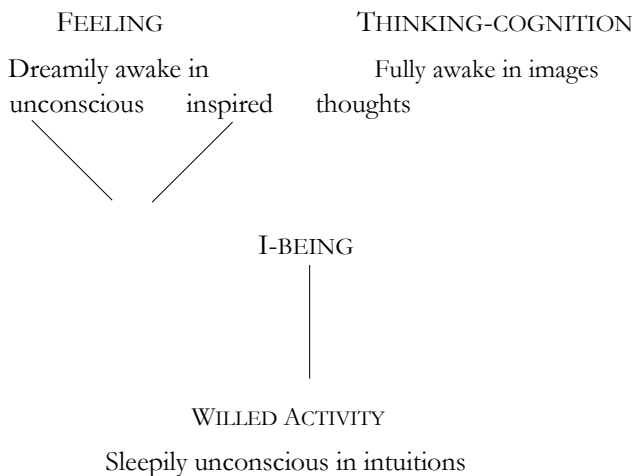 FEELING THINKING-COGNITION
Dreamily awake in Fully awake in images
unconscious inspired thoughts
I-BEING
WILLED ACTIVITY
Sleepily unconscious in intuitions